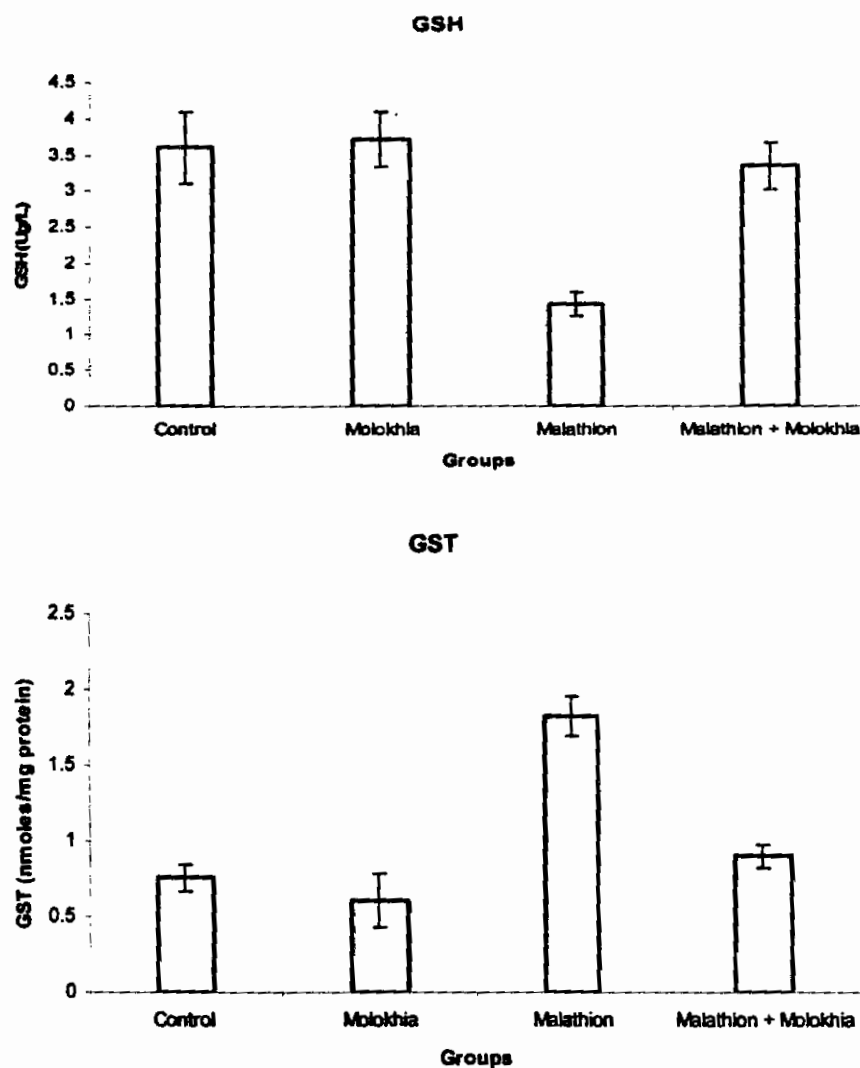 GSH
4.5
4
3.5
3
2.5
2
1.5
1
0.5
0
GSH(Ug/L)
Control Molokhia Malathion Malathion + Molokhia
Groups
GST
2.5
2
1.5
1
0.5
0
GST (nmoles/mg protein)
Control Molokhia Malathion Malathion + Molokhia
Groups